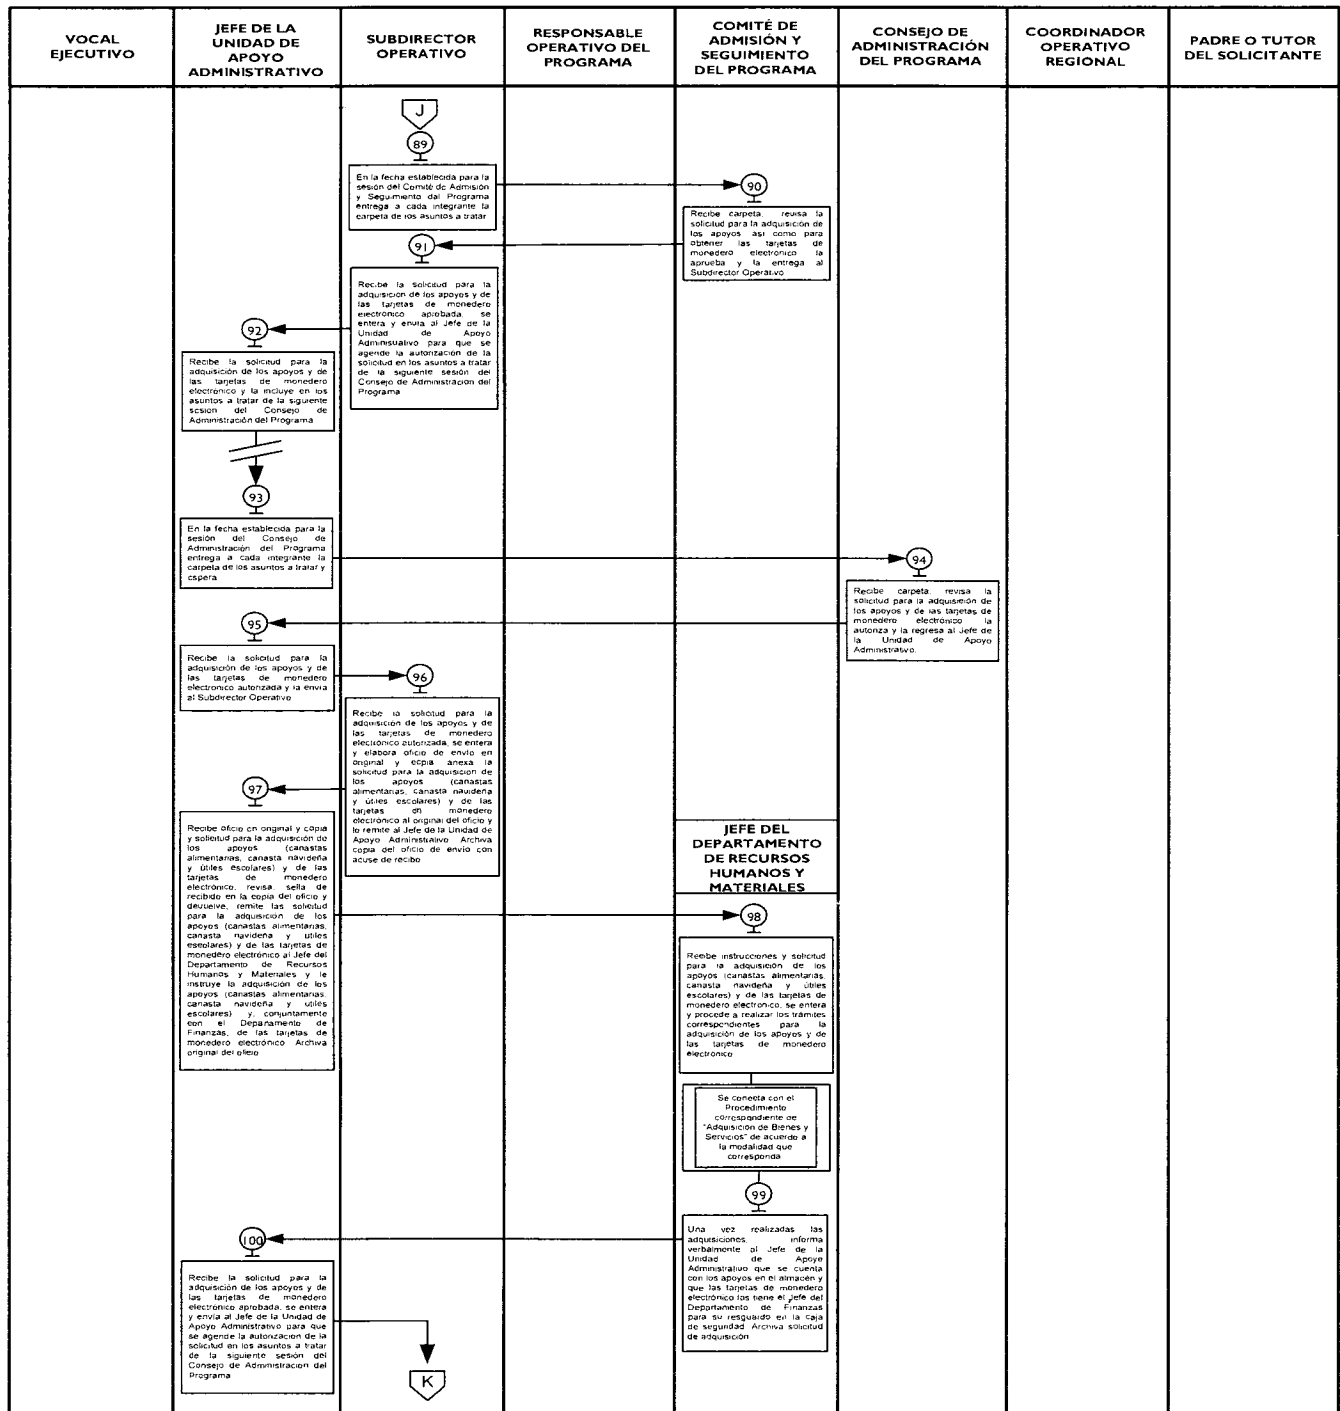 VOCAL
EJECUTIVO
JEFE DE LA
UNIDAD DE
APOYO
ADMINISTRATIVO
SUBDIRECTOR
OPERATIVO
RESPONSABLE
OPERATIVO DEL
PROGRAMA
COMITÉ DE
ADMISIÓN Y
SEGUIMIENTO
DEL PROGRAMA
CONSEJO DE
ADMINISTRACIÓN
DEL PROGRAMA
COORDINADOR
OPERATIVO
REGIONAL
PADRE O TUTOR
DEL SOLICITANTE
J
89
En la fecha establecida para la
sesión del Comité de Admisión
y Seguimiento del Programa
entrega a cada integrante la
carpeta de los asuntos a tratar
90
Recibe carpeta, revisa la
solicitud para la adquisición de
los apoyos así como para
obtener las tarjetas de
monedero electrónico la
aprueba y la entrega al
Subdirector Operativo
91
Recibe la solicitud para la
adquisición de los apoyos y de
las tarjetas de monedero
electrónico aprobada, se
entera y envía al Jefe de la
Unidad de Apoyo
Administrativo para que se
agende la autorización de la
solicitud en los asuntos a tratar
de la siguiente sesión del
Consejo de Administración del
Programa
92
Recibe la solicitud para la
adquisición de los apoyos y de
las tarjetas de monedero
electrónico y la incluye en los
asuntos a tratar de la siguiente
sesión del Consejo de
Administración del Programa
93
En la fecha establecida para la
sesión del Consejo de
Administración del Programa
entrega a cada integrante la
carpeta de los asuntos a tratar y
espera
94
Recibe carpeta, revisa la
solicitud para la adquisición de
los apoyos y de las tarjetas de
monedero electrónico la
autoriza y la regresa al Jefe de
la Unidad de Apoyo
Administrativo.
95
Recibe la solicitud para la
adquisición de los apoyos y de
las tarjetas de monedero
electrónico autorizada y la envía
al Subdirector Operativo
96
Recibe la solicitud para la
adquisición de los apoyos y de
las tarjetas de monedero
electrónico autorizada, se entera
y elabora oficio de envío en
original y copia anexa la
solicitud para la adquisición de
los apoyos (canastas
alimentarias, canasta navideña
y útiles escolares) y de las
tarjetas de monedero
electrónico al original del oficio y
lo remite al Jefe de la Unidad de
Apoyo Administrativo Archiva
copia del oficio de envío con
acuse de recibo
97
Recibe oficio en original y copia
y solicitud para la adquisición de
los apoyos (canastas
alimentarias, canasta navideña
y útiles escolares) y de las
tarjetas de monedero
electrónico, revisa, sella de
recibido en la copia del oficio y
devuelve, remite las solicitud
para la adquisición de los
apoyos (canastas alimentarias,
canasta navideña y útiles
escolares) y de las tarjetas de
monedero electrónico al Jefe del
Departamento de Recursos
Humanos y Materiales y le
instruye la adquisición de los
apoyos (canastas alimentarias,
canasta navideña y útiles
escolares) y, conjuntamente
con el Departamento de
Finanzas, de las tarjetas de
monedero electrónico Archiva
original del oficio
JEFE DEL
DEPARTAMENTO
DE RECURSOS
HUMANOS Y
MATERIALES
98
Recibe instrucciones y solicitud
para la adquisición de los
apoyos (canastas alimentarias,
canasta navideña y útiles
escolares) y de las tarjetas de
monedero electrónico, se entera
y procede a realizar los trámites
correspondientes para la
adquisición de los apoyos y de
las tarjetas de monedero
electrónico
Se conecta con el
Procedimiento
correspondiente de
"Adquisición de Bienes y
Servicios" de acuerdo a
la modalidad que
corresponda
99
Una vez realizadas las
adquisiciones, informa
verbalmente al Jefe de la
Unidad de Apoyo
Administrativo que se cuenta
con los apoyos en el almacén y
que las tarjetas de monedero
electrónico las tiene el Jefe del
Departamento de Finanzas
para su resguardo en la caja
de seguridad Archiva solicitud
de adquisición
100
Recibe la solicitud para la
adquisición de los apoyos y de
las tarjetas de monedero
electrónico aprobada, se entera
y envía al Jefe de la Unidad de
Apoyo Administrativo para que
se agende la autorización de la
solicitud en los asuntos a tratar
de la siguiente sesión del
Consejo de Administración del
Programa
K